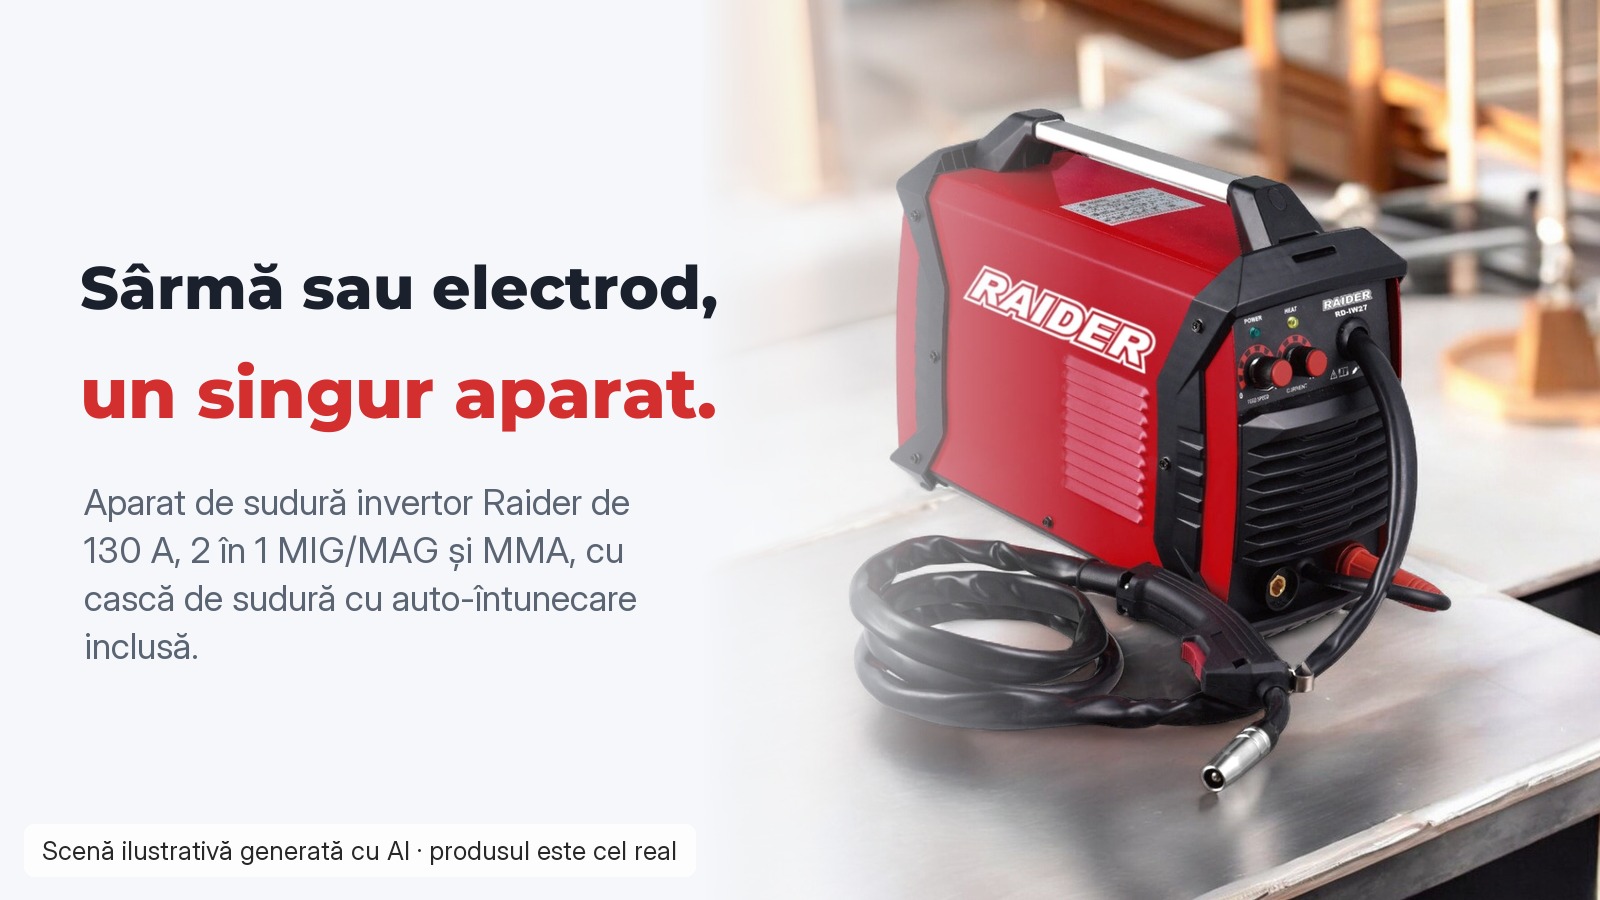 Sârmă sau electrod,
un singur aparat.
Aparat de sudură invertor Raider de
130 A, 2 în 1 MIG/MAG și MMA, cu
cască de sudură cu auto-întunecare
inclusă.
Scenă ilustrativă generată cu AI · produsul este cel real
RAIDER
RAIDER
RD-IW27
POWER
HEAT
CURRENT